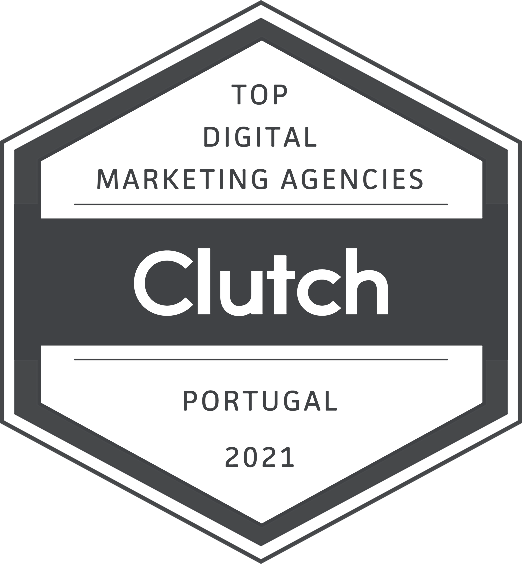 TOP
DIGITAL
MARKETING AGENCIES
Clutch
PORTUGAL
2021